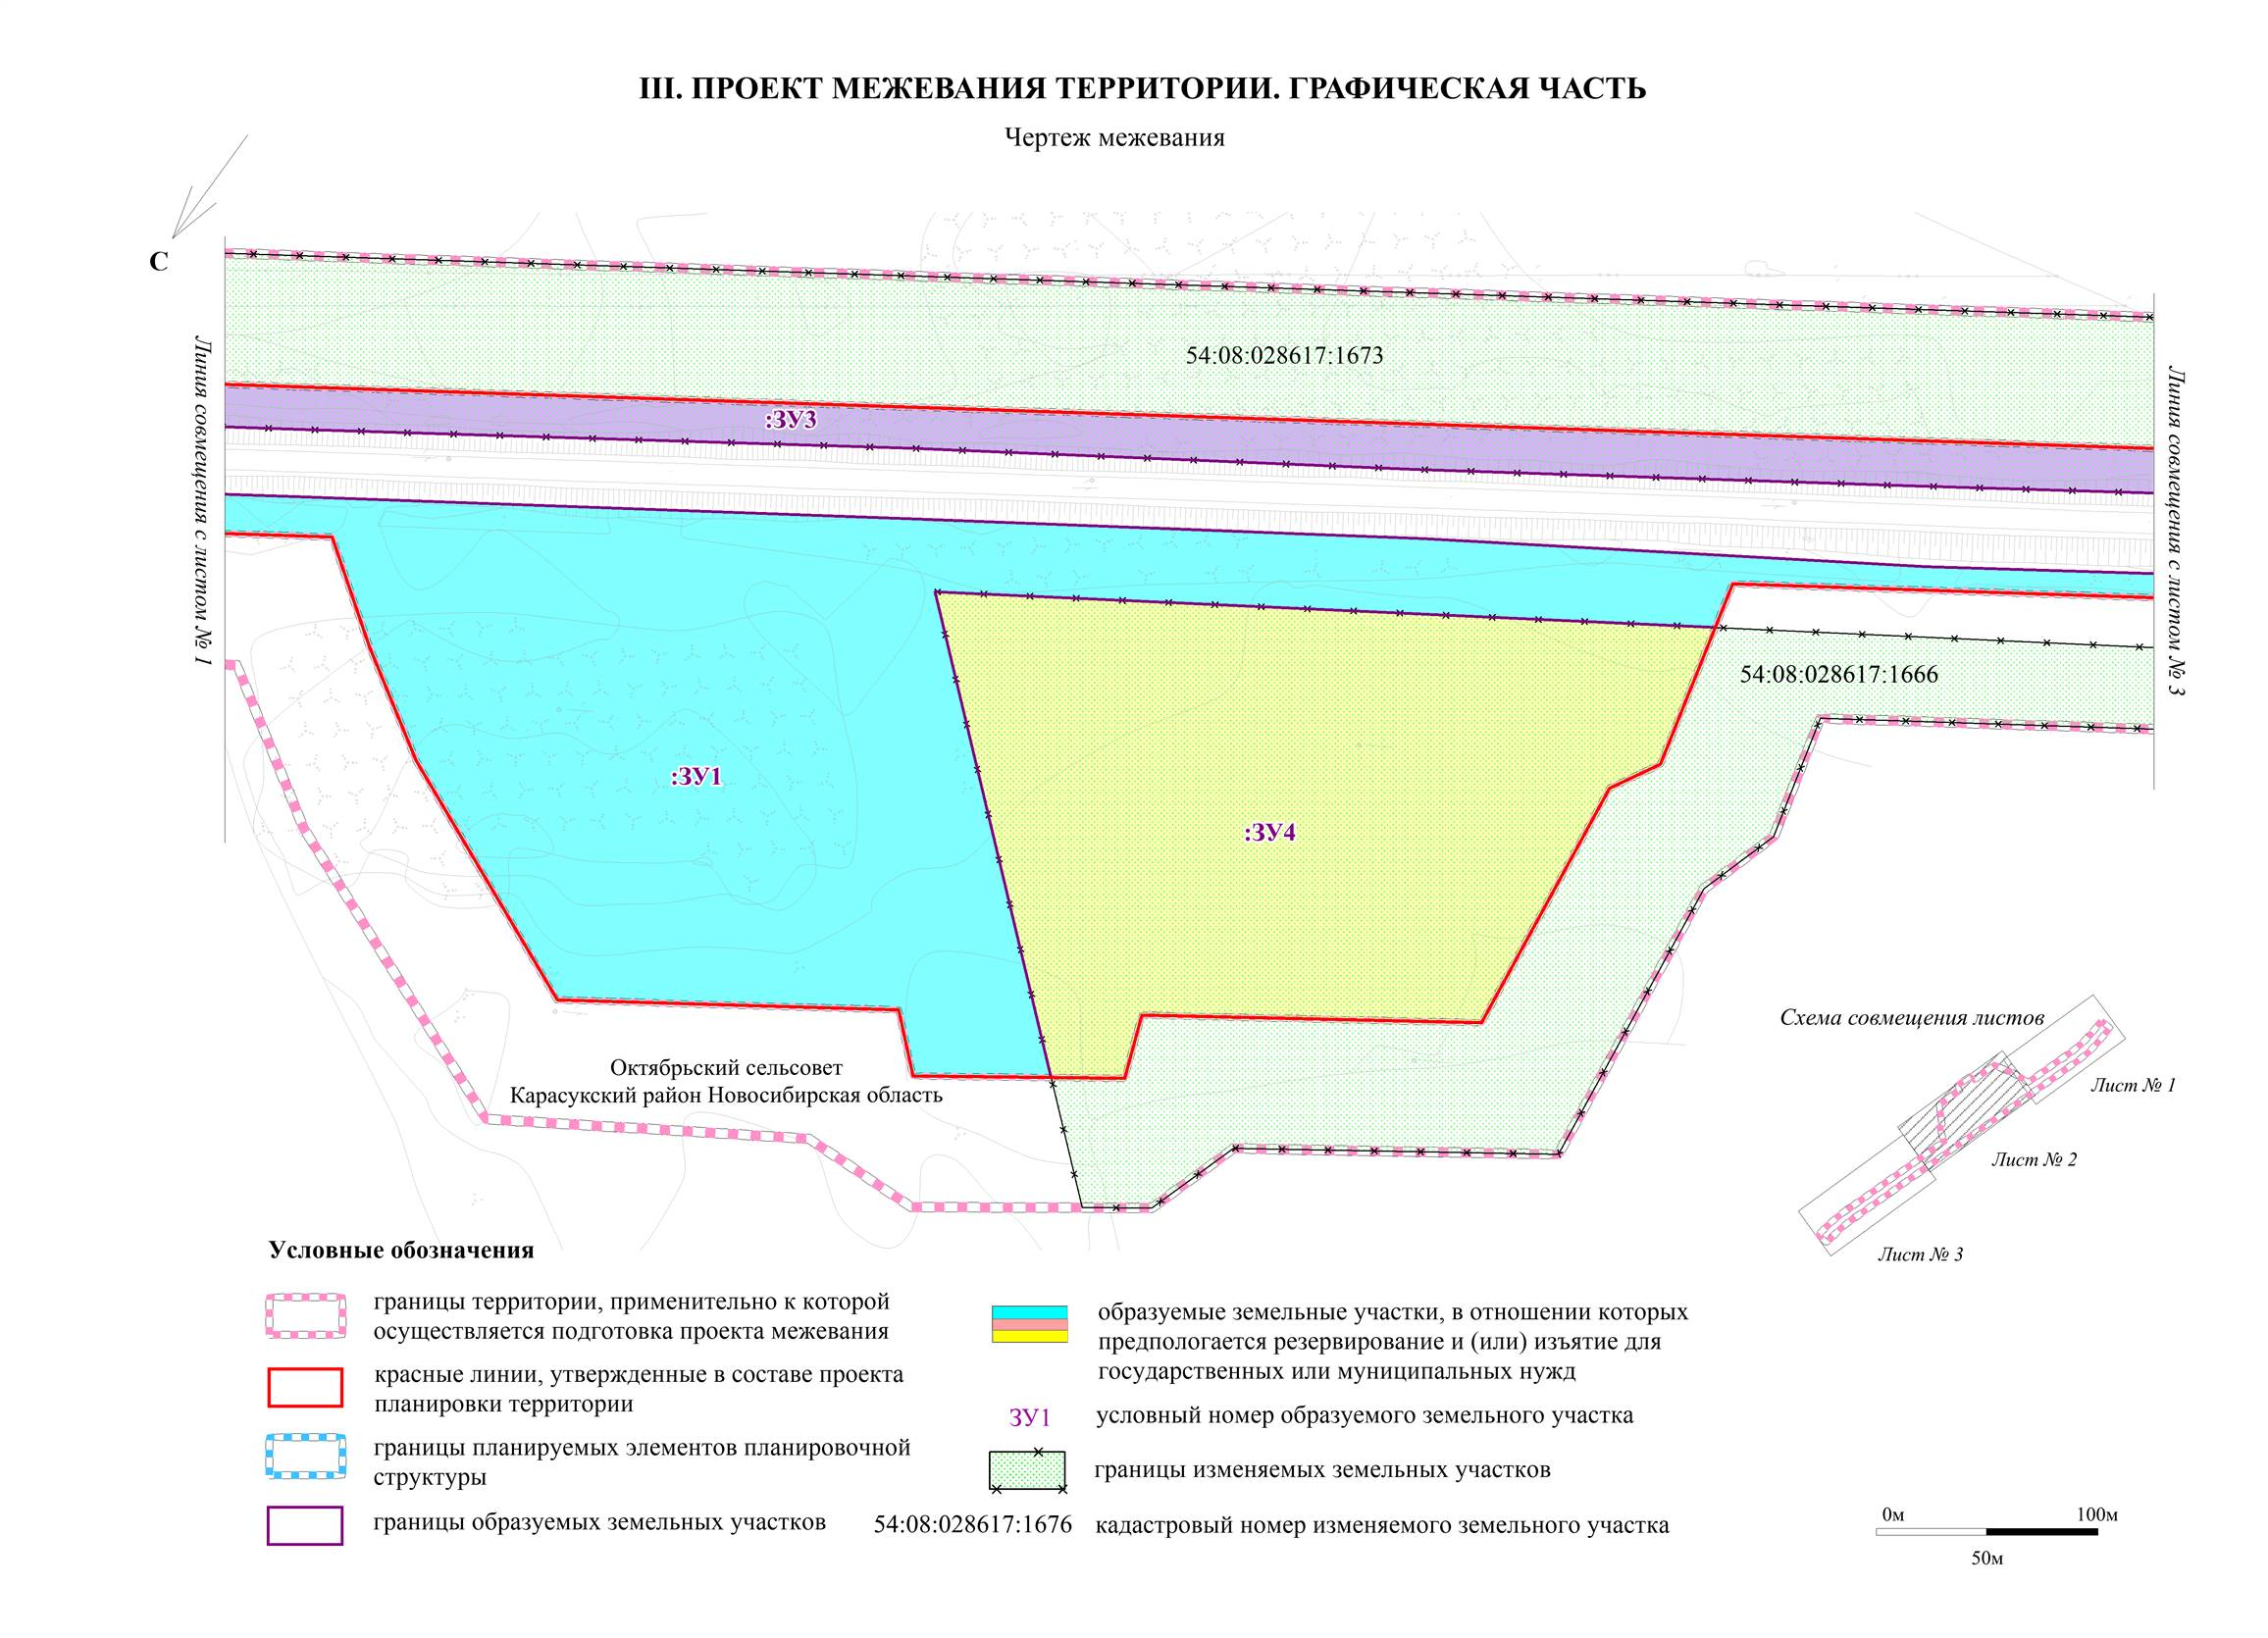 III. ПРОЕКТ МЕЖЕВАНИЯ ТЕРРИТОРИИ. ГРАФИЧЕСКАЯ ЧАСТЬ
Чертеж межевания
С
Линия совмещения с листом № 1
Линия совмещения с листом № 3
54:08:028617:1673
:ЗУ3
54:08:028617:1666
:ЗУ1
:ЗУ4
Октябрьский сельсовет
Карасукский район Новосибирская область
Схема совмещения листов
Лист № 1
Лист № 2
Лист № 3
Условные обозначения
границы территории, применительно к которой
осуществляется подготовка проекта межевания
красные линии, утвержденные в составе проекта
планировки территории
границы планируемых элементов планировочной
структуры
границы образуемых земельных участков
образуемые земельные участки, в отношении которых
предпологается резервирование и (или) изъятие для
государственных или муниципальных нужд
ЗУ1 условный номер образуемого земельного участка
границы изменяемых земельных участков
54:08:028617:1676 кадастровый номер изменяемого земельного участка
0м 100м
50м